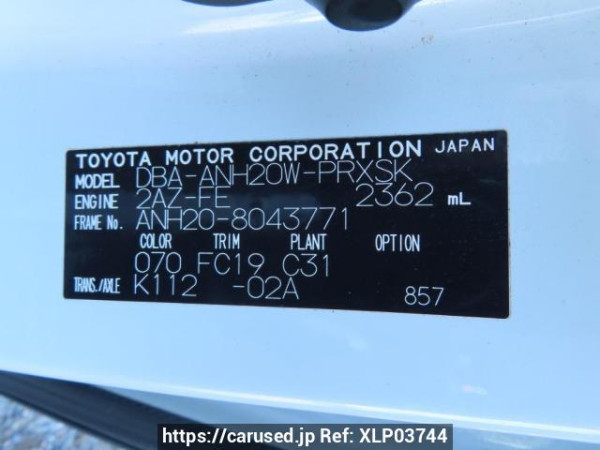 TOYOTA MOTOR CORPORATION JAPAN
MODEL DBA-ANH20W-PRXSK
ENGINE 2AZ-FE 2362 mL
FRAME No. ANH20-8043771
COLOR TRIM PLANT OPTION
070 FC19 C31
TRANS./AXLE K112 -02A 857
https://carused.jp Ref: XLP03744